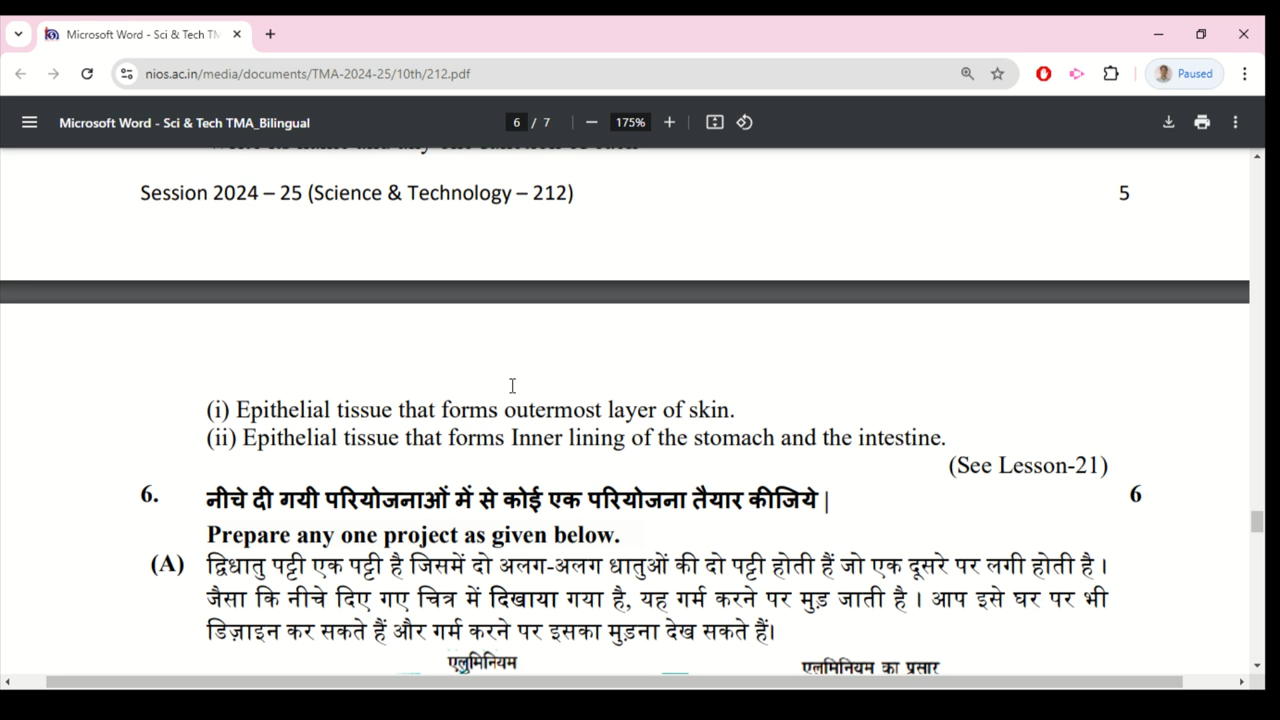 Microsoft Word - Sci & Tech TM
nios.ac.in/media/documents/TMA-2024-25/10th/212.pdf
Paused
Microsoft Word - Sci & Tech TMA_Bilingual
6 / 7
175%
Session 2024 – 25 (Science & Technology – 212)
5
(i) Epithelial tissue that forms outermost layer of skin.
(ii) Epithelial tissue that forms Inner lining of the stomach and the intestine.
(See Lesson-21)
6. नीचे दी गयी परियोजनाओं में से कोई एक परियोजना तैयार कीजिये | 6
Prepare any one project as given below.
(A) द्विधातु पट्टी एक पट्टी है जिसमें दो अलग-अलग धातुओं की दो पट्टी होती हैं जो एक दूसरे पर लगी होती है।
जैसा कि नीचे दिए गए चित्र में दिखाया गया है, यह गर्म करने पर मुड़ जाती है। आप इसे घर पर भी
डिज़ाइन कर सकते हैं और गर्म करने पर इसका मुड़ना देख सकते हैं।
एलुमिनियम
एलमिनियम का प्रसार